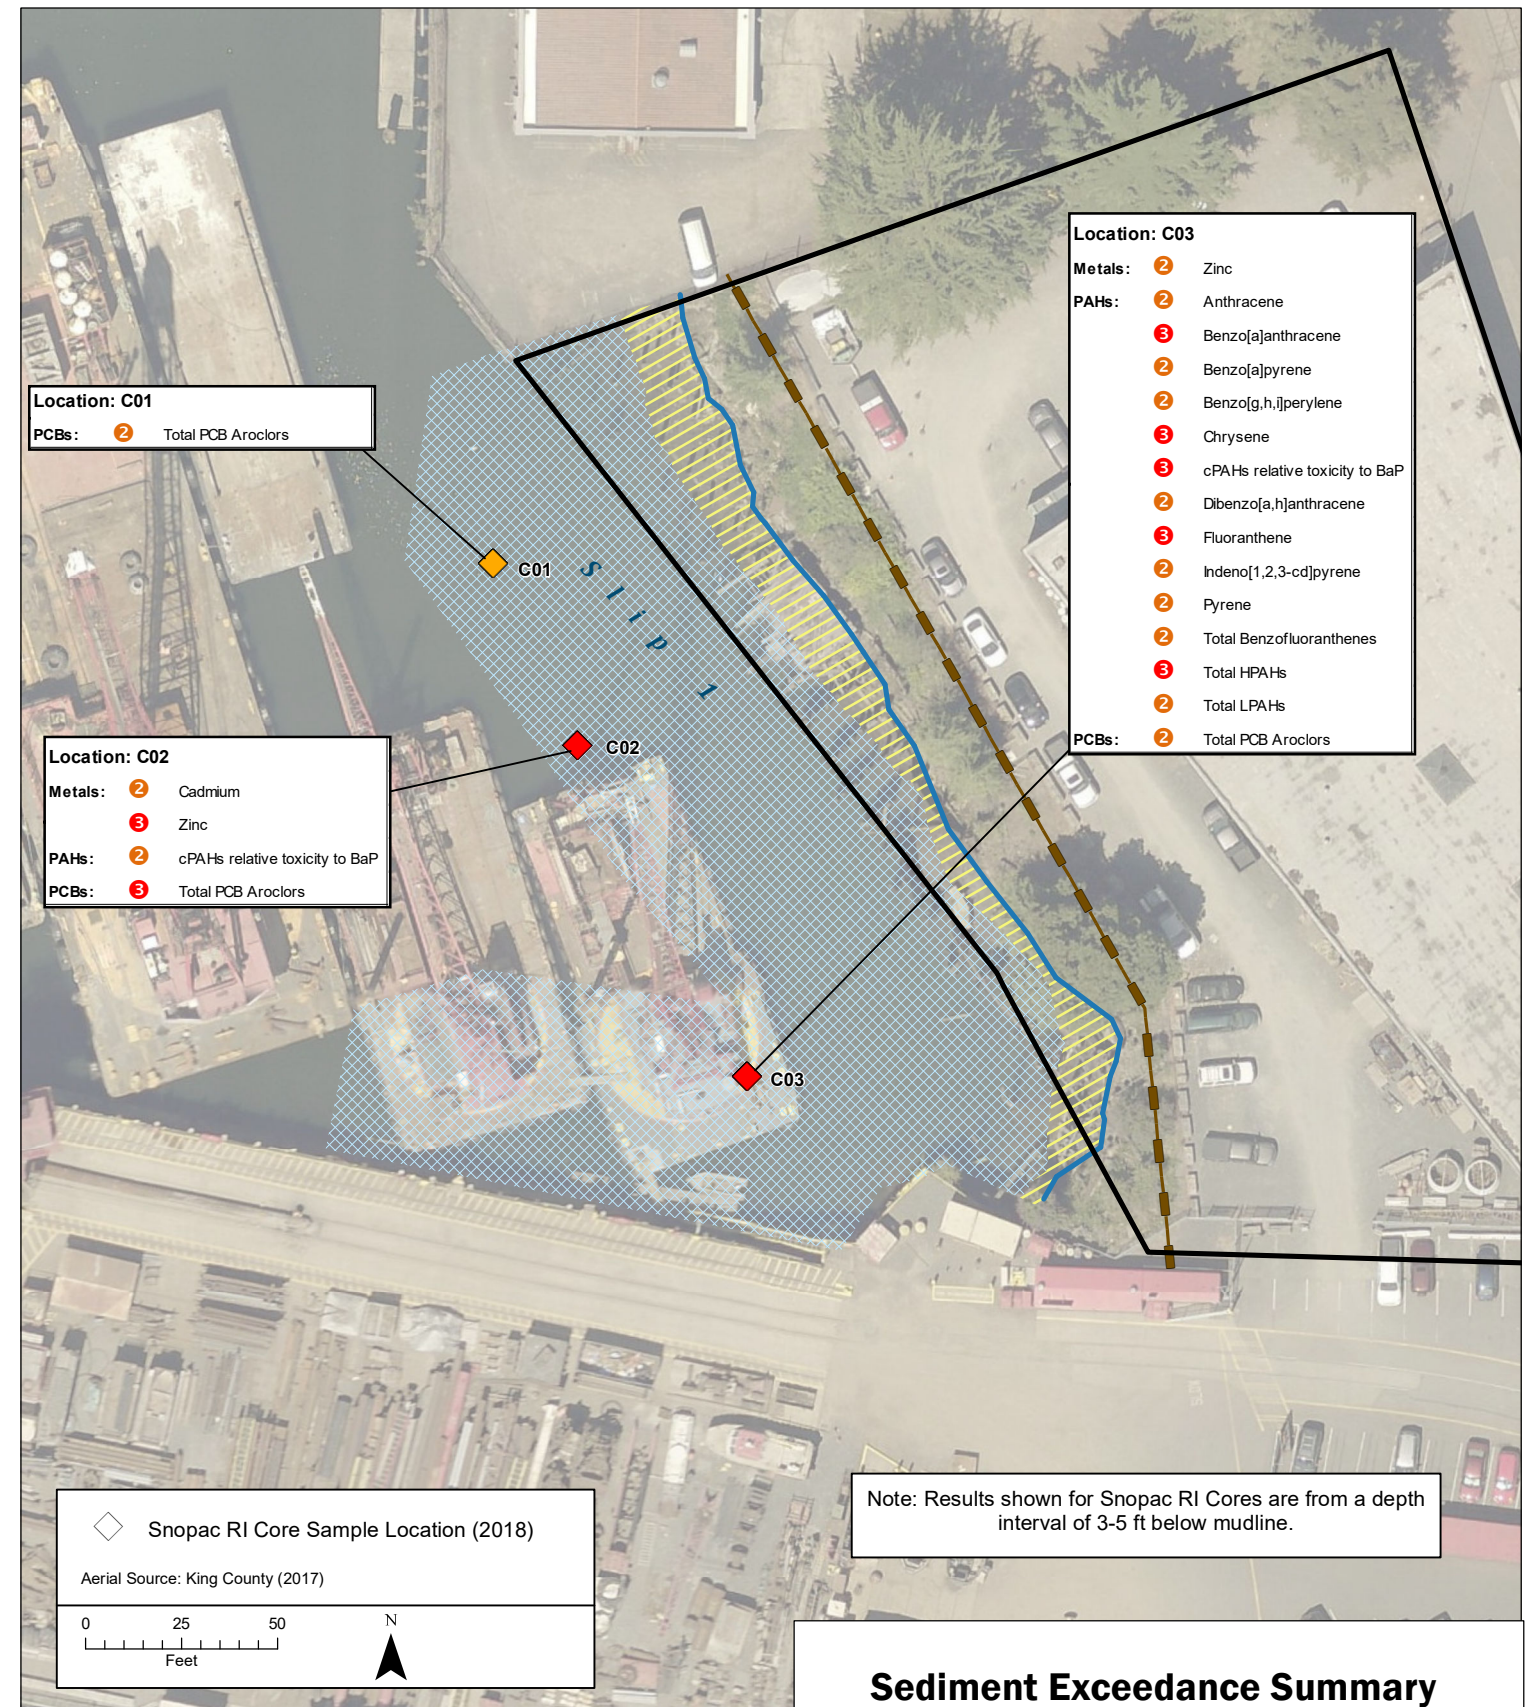 Location: C03
Metals: 2 Zinc
PAHs: 2 Anthracene
3 Benzo[a]anthracene
2 Benzo[a]pyrene
2 Benzo[g,h,i]perylene
3 Chrysene
3 cPAHs relative toxicity to BaP
2 Dibenzo[a,h]anthracene
3 Fluoranthene
2 Indeno[1,2,3-cd]pyrene
2 Pyrene
2 Total Benzofluoranthenes
3 Total HPAHs
2 Total LPAHs
PCBs: 2 Total PCB Aroclors
Location: C01
PCBs: 2 Total PCB Aroclors
C01
Slip 1
C02
Location: C02
Metals: 2 Cadmium
3 Zinc
PAHs: 2 cPAHs relative toxicity to BaP
PCBs: 3 Total PCB Aroclors
C03
Note: Results shown for Snopac RI Cores are from a depth
interval of 3-5 ft below mudline.
Snopac RI Core Sample Location (2018)
Aerial Source: King County (2017)
0 25 50
Feet
N
Sediment Exceedance Summary